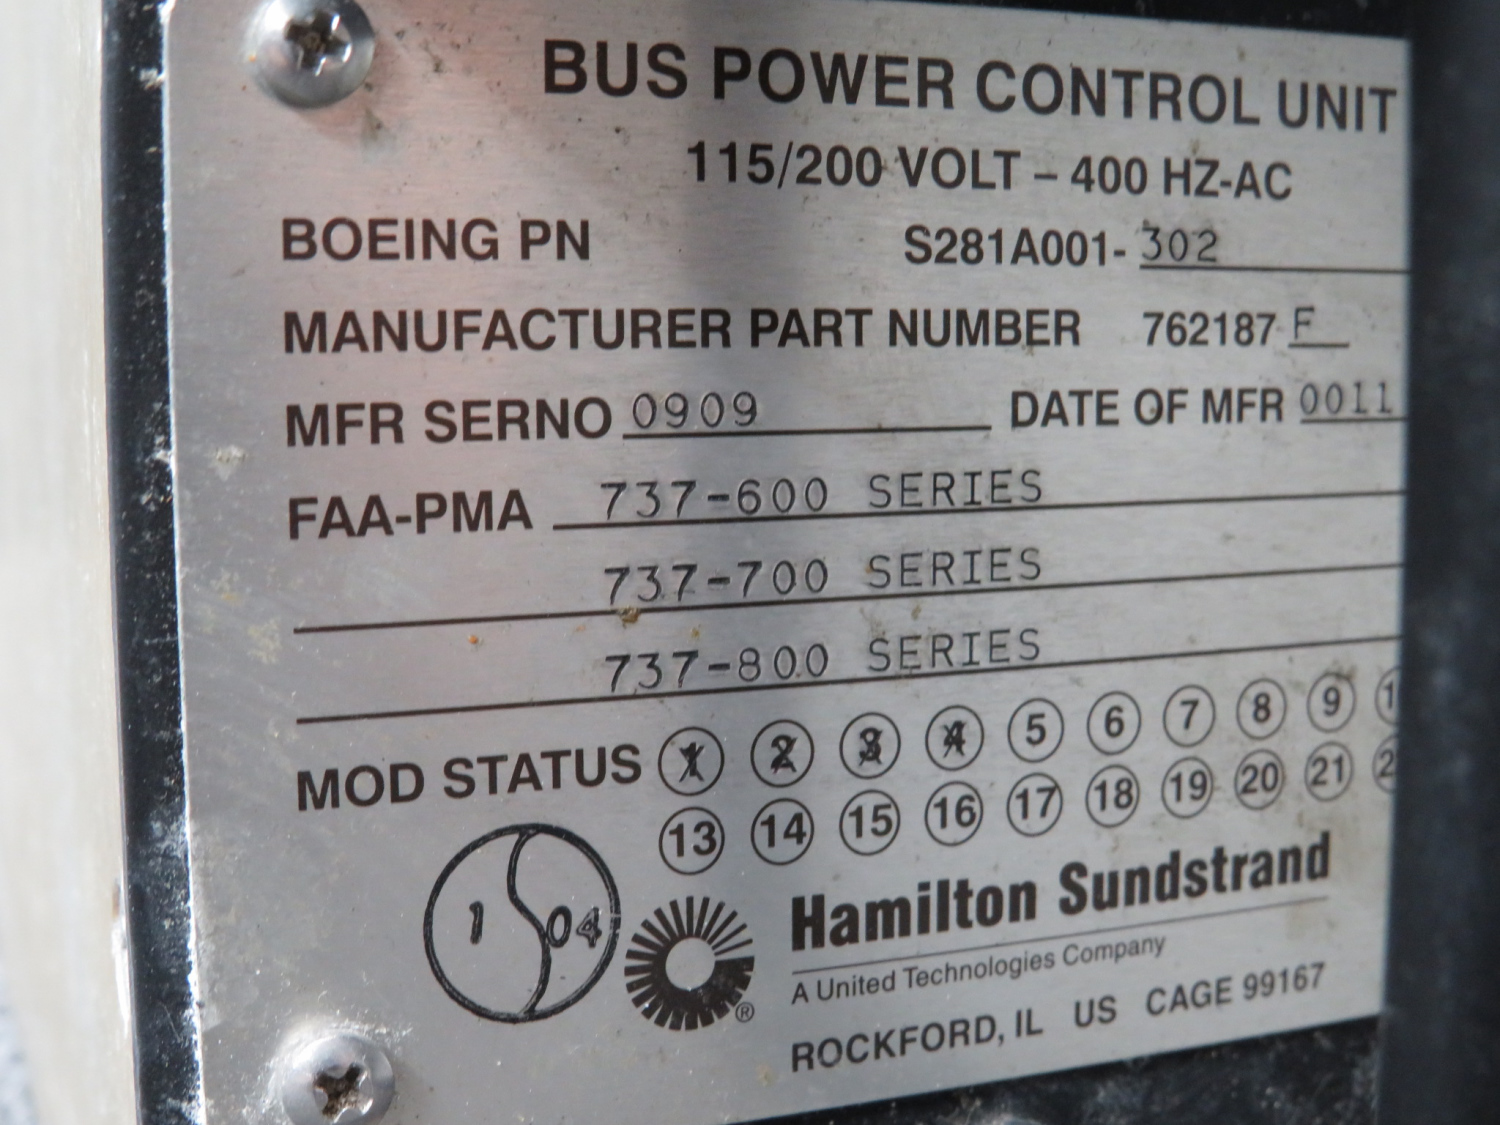 BUS POWER CONTROL UNIT
115/200 VOLT – 400 HZ-AC
BOEING PN S281A001-302
MANUFACTURER PART NUMBER 762187 F
MFR SERNO 0909 DATE OF MFR 0011
FAA-PMA 737-600 SERIES
737-700 SERIES
737-800 SERIES
MOD STATUS 1 2 3 4 5 6 7 8 9
13 14 15 16 17 18 19 20 21
1 04
Hamilton Sundstrand
A United Technologies Company
®
ROCKFORD, IL US CAGE 99167